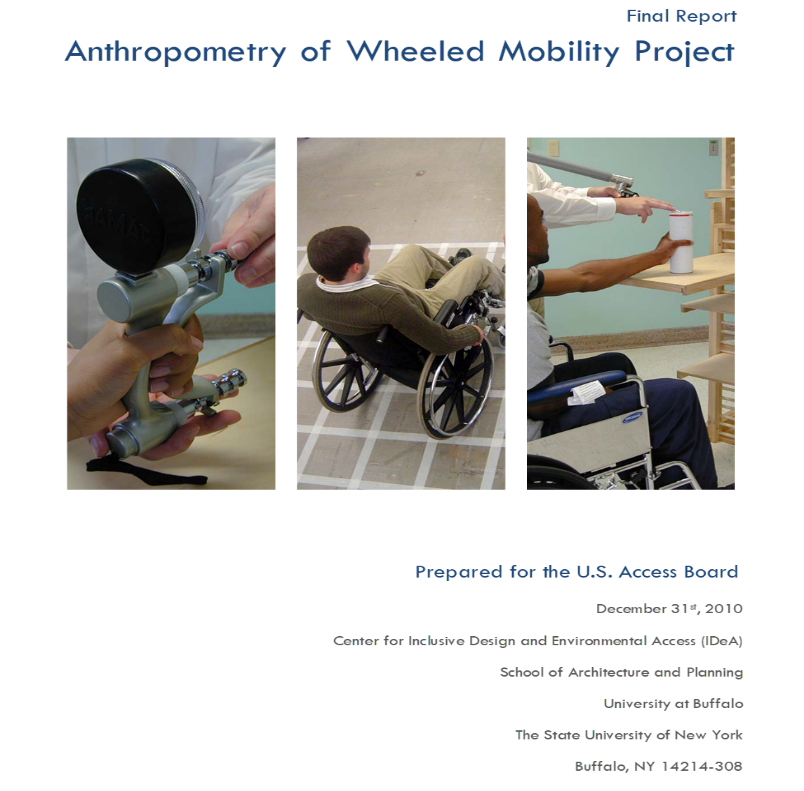 Final Report
Anthropometry of Wheeled Mobility Project
Prepared for the U.S. Access Board
December 31st, 2010
Center for Inclusive Design and Environmental Access (IDeA)
School of Architecture and Planning
University at Buffalo
The State University of New York
Buffalo, NY 14214-308